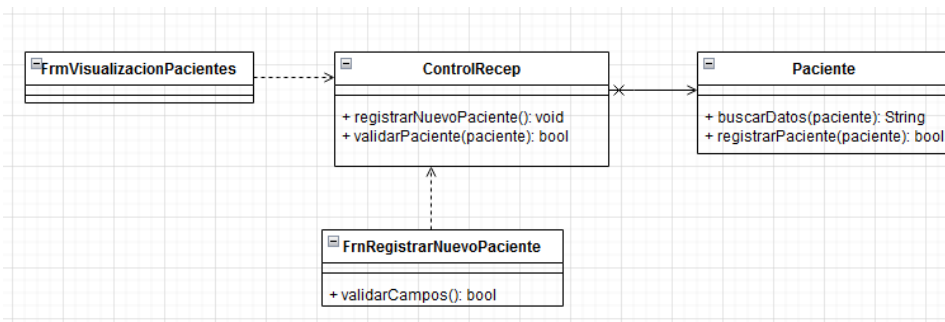 FrmVisualizacionPacientes
ControlRecep
+ registrarNuevoPaciente(): void
+ validarPaciente(paciente): bool
Paciente
+ buscarDatos(paciente): String
+ registrarPaciente(paciente): bool
FrnRegistrarNuevoPaciente
+ validarCampos(): bool